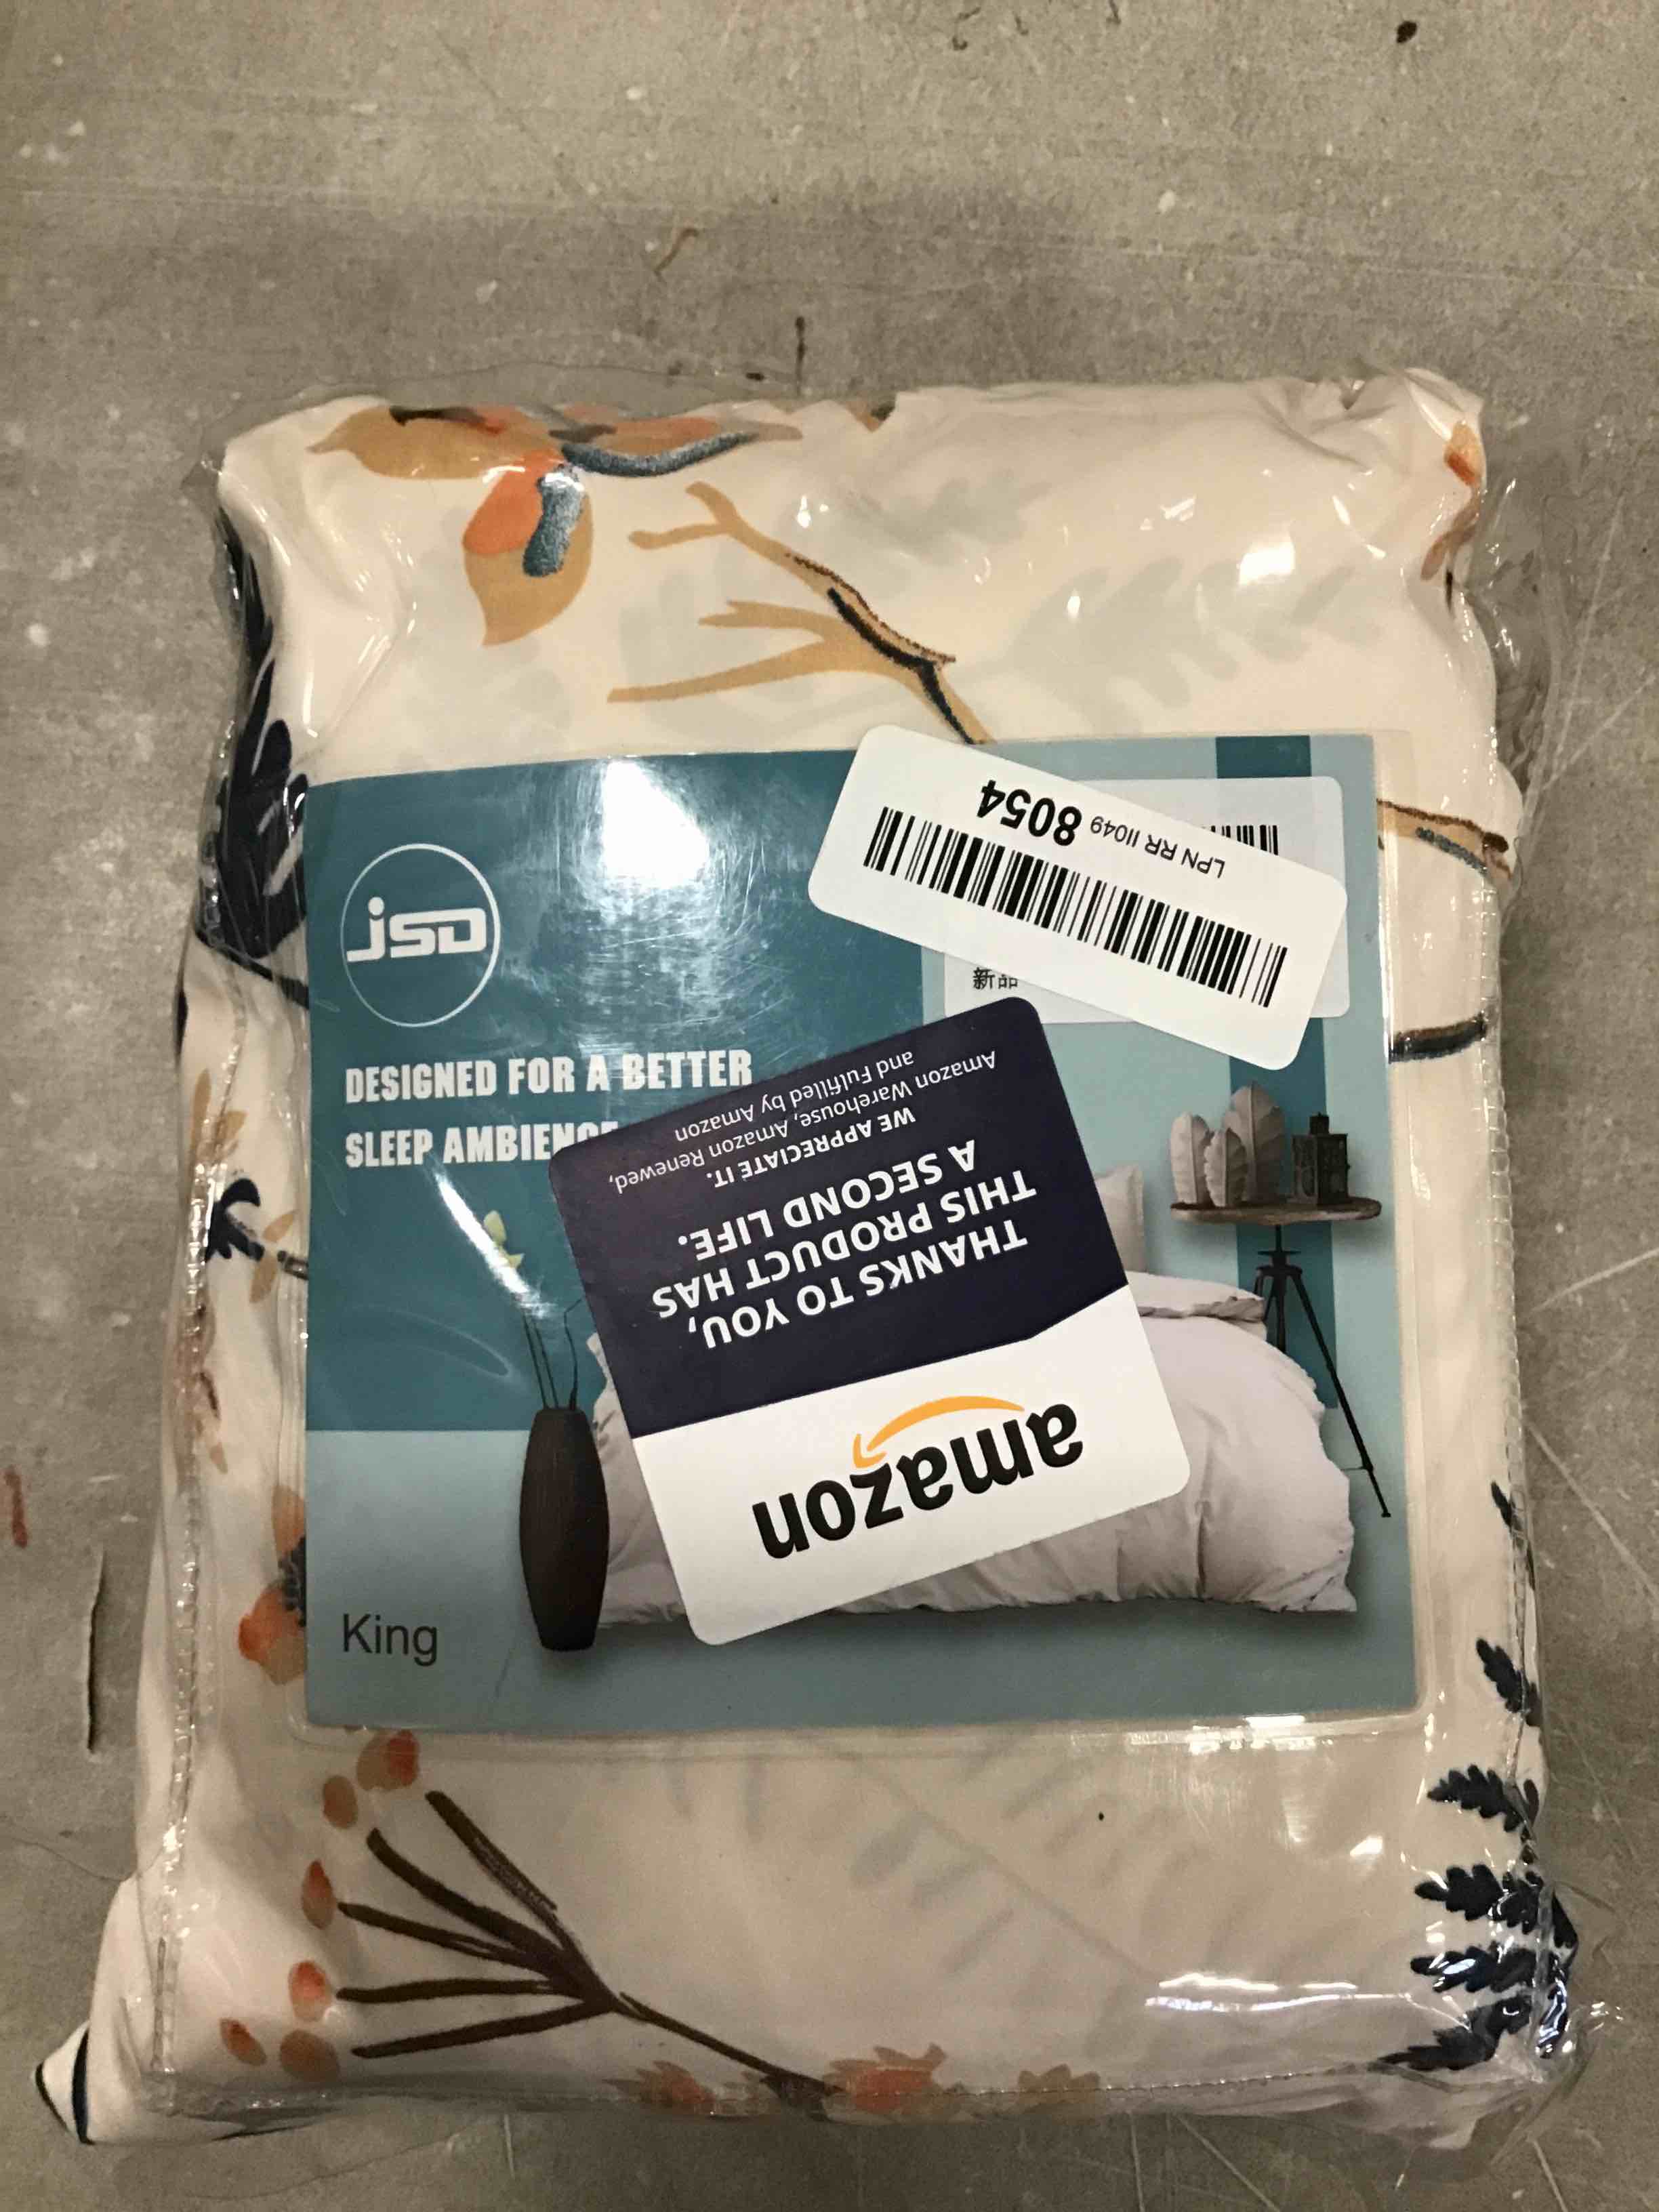 jSD
DESIGNED FOR A BETTER
SLEEP AMBIENCE
King
LPN RR 11049 8054
新品
amazon
THANKS TO YOU,
THIS PRODUCT HAS
A SECOND LIFE.
WE APPRECIATE IT.
Amazon Warehouse, Amazon Renewed,
and Fulfilled by Amazon